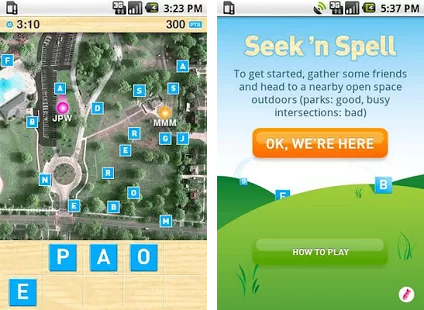 3:23 PM
3:10
300 PTS
F
A
A
S
S
JPW
D
MMM
B
R
G
J
E
R
N
O
E
B
M
P A O
E
5:37 PM
Seek 'n Spell
To get started, gather some friends
and head to a nearby open space
outdoors (parks: good, busy
intersections: bad)
OK, WE'RE HERE
B
E
HOW TO PLAY